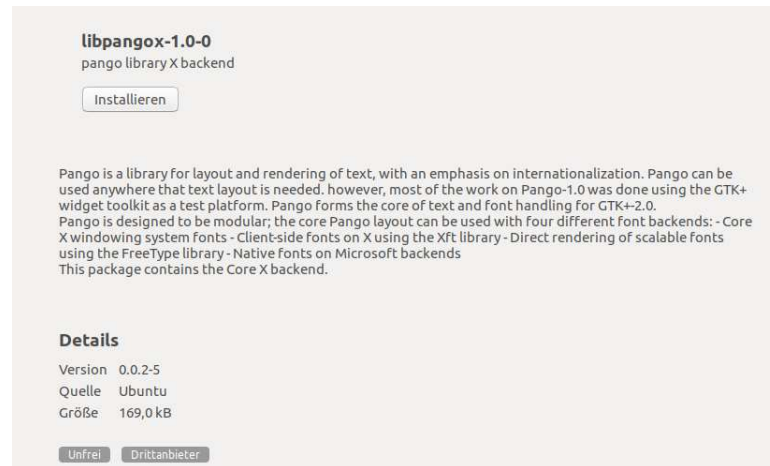 libpangox-1.0-0
pango library X backend
Installieren
Pango is a library for layout and rendering of text, with an emphasis on internationalization. Pango can be
used anywhere that text layout is needed. however, most of the work on Pango-1.0 was done using the GTK+
widget toolkit as a test platform. Pango forms the core of text and font handling for GTK+-2.0.
Pango is designed to be modular; the core Pango layout can be used with four different font backends: - Core
X windowing system fonts - Client-side fonts on X using the Xft library - Direct rendering of scalable fonts
using the FreeType library - Native fonts on Microsoft backends
This package contains the Core X backend.
Details
Version 0.0.2-5
Quelle Ubuntu
Größe 169,0 kB
Unfrei Drittanbieter